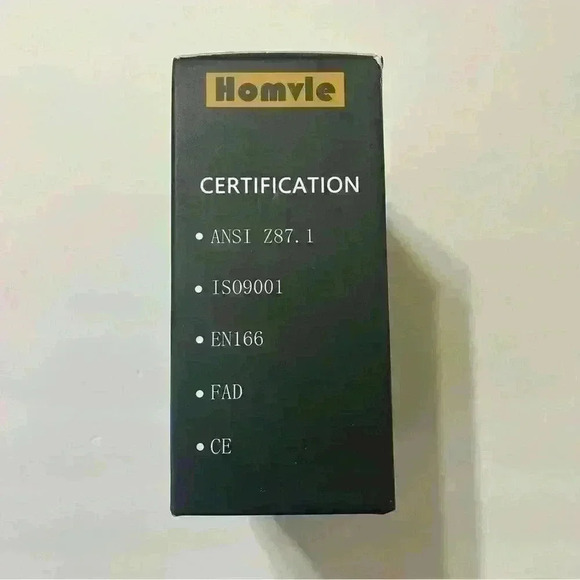 Homvle
CERTIFICATION
• ANSI Z87.1
• ISO9001
• EN166
• FAD
• CE